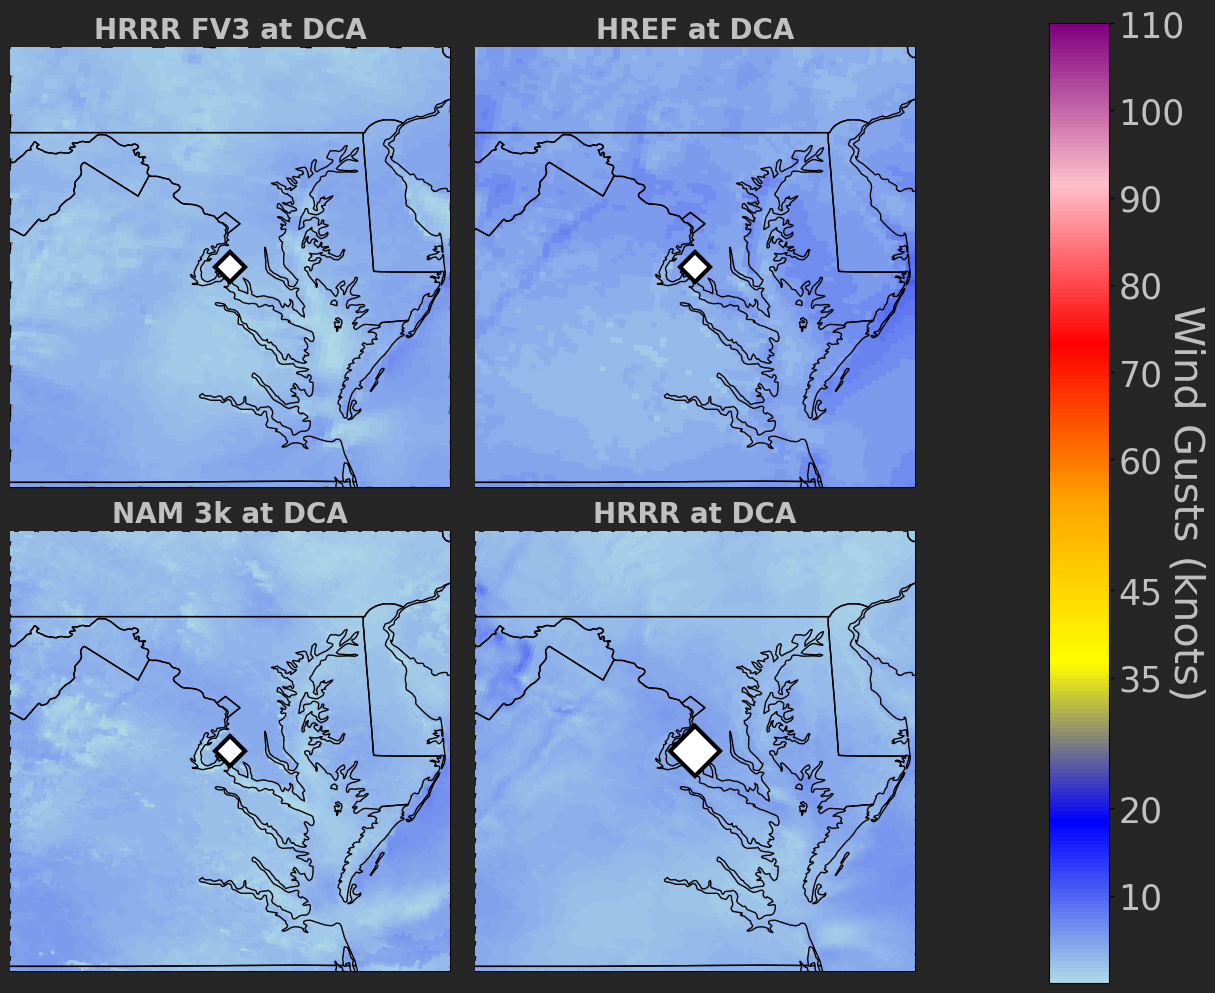 HRRR FV3 at DCA
HREF at DCA
NAM 3k at DCA
HRRR at DCA
110
100
90
80
70
60
45
35
20
10
Wind Gusts (knots)